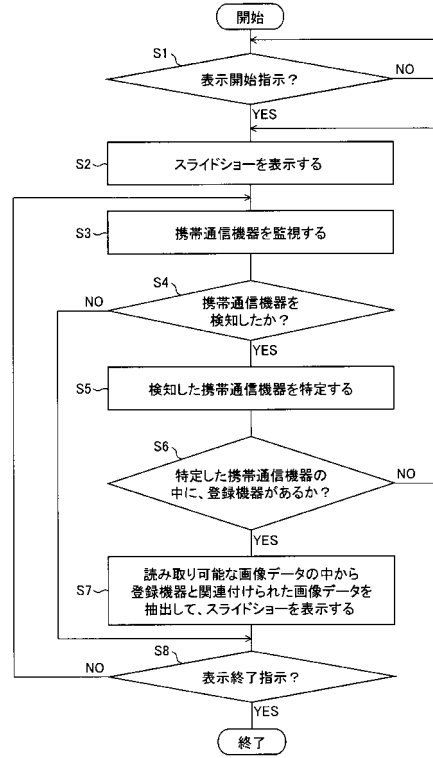 開始
S1
表示開始指示？
NO
YES
S2
スライドショーを表示する
S3
携帯通信機器を監視する
S4
NO
携帯通信機器を
検知したか？
YES
S5
検知した携帯通信機器を特定する
S6
特定した携帯通信機器の
中に、登録機器があるか？
NO
YES
S7
読み取り可能な画像データの中から
登録機器と関連付けられた画像データを
抽出して、スライドショーを表示する
S8
NO
表示終了指示？
YES
終了